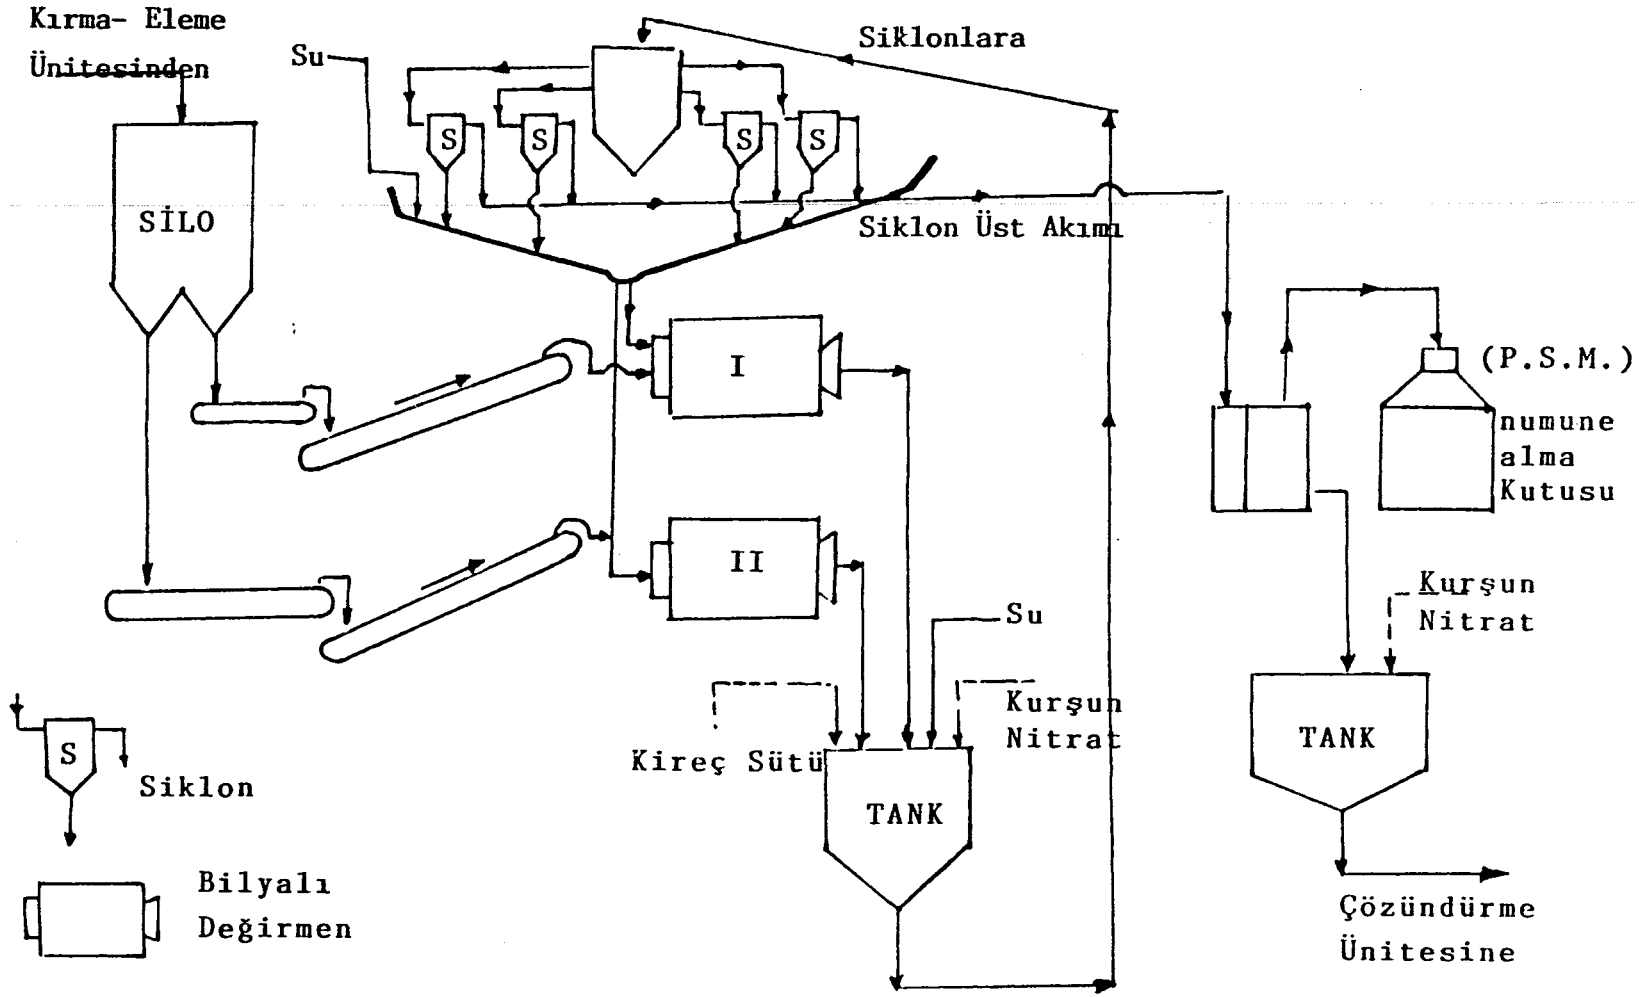 Kırma- Eleme
Ünitesinden
Su
Siklonlara
S
S
S
S
SİLO
Siklon Üst Akımı
I
(P.S.M.)
numune
alma
Kutusu
II
Kurşun
Nitrat
Su
Kurşun
Nitrat
Kireç Sütü
TANK
TANK
S
Siklon
Bilyalı
Değirmen
Çözündürme
Ünitesine